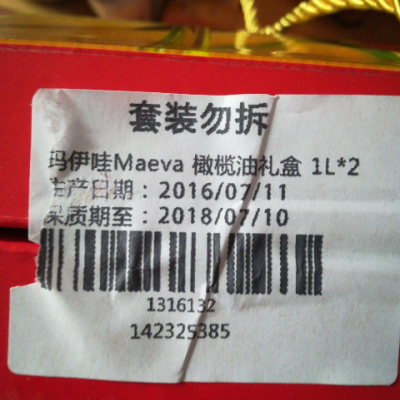 套装勿拆
玛伊哇Maeva 橄榄油礼盒 1L*2
生产日期：2016/07/11
保质期至：2018/07/10
1316132
142325385